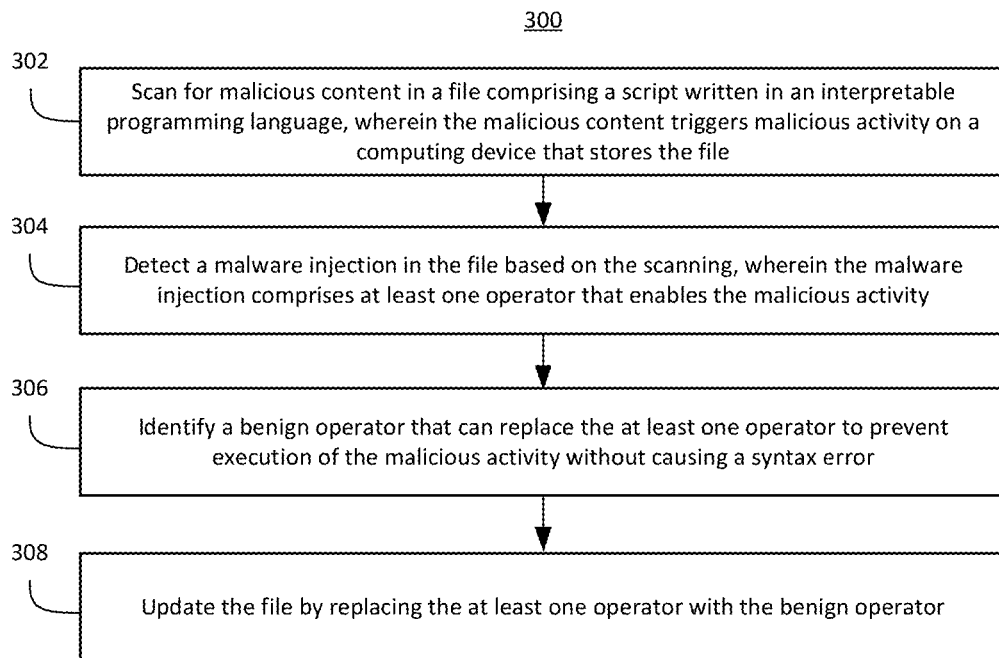 300
302
Scan for malicious content in a file comprising a script written in an interpretable
programming language, wherein the malicious content triggers malicious activity on a
computing device that stores the file
304
Detect a malware injection in the file based on the scanning, wherein the malware
injection comprises at least one operator that enables the malicious activity
306
Identify a benign operator that can replace the at least one operator to prevent
execution of the malicious activity without causing a syntax error
308
Update the file by replacing the at least one operator with the benign operator